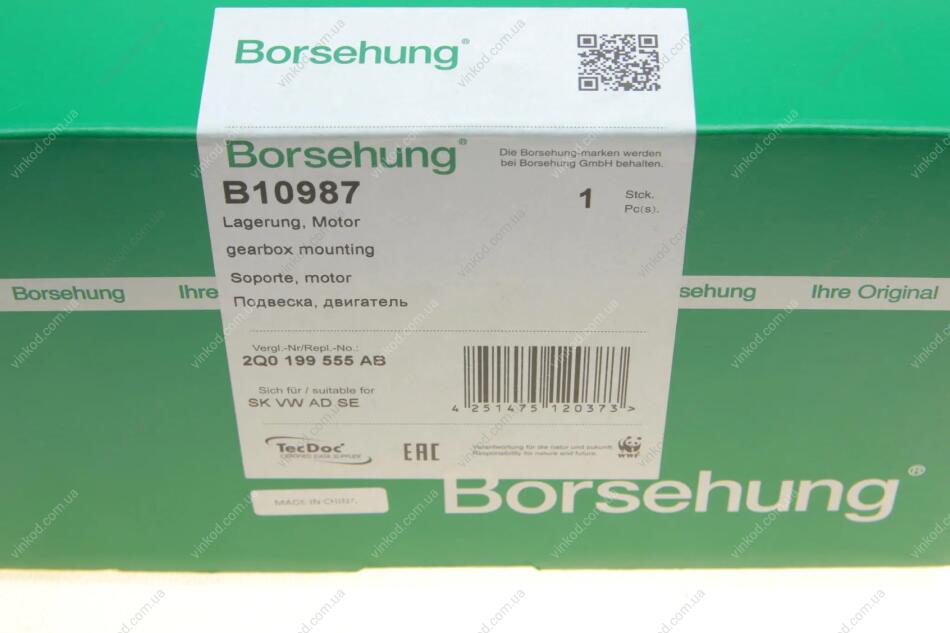 Borsehung®
Borsehung®
Die Borsehung-marken werden
bei Borsehung GmbH behalten.
B10987
1
Stck.
Pc(s).
Lagerung, Motor
gearbox mounting
Soporte, motor
Подвеска, двигатель
Borsehung
Ihre
sehung
Ihre Original
Vergl.-Nr/Repl.-No.:
2Q0 199 555 AB
Sich für / suitable for
SK VW AD SE
4 251475 120373 >
TecDoc
CERTIFIED DATA SUPPLIER
EAC
Verantwortung für die natur und zukunft.
Responsibility for nature and future.
WWF
MADE IN CHINA
Borsehung®
vinkod.com.ua